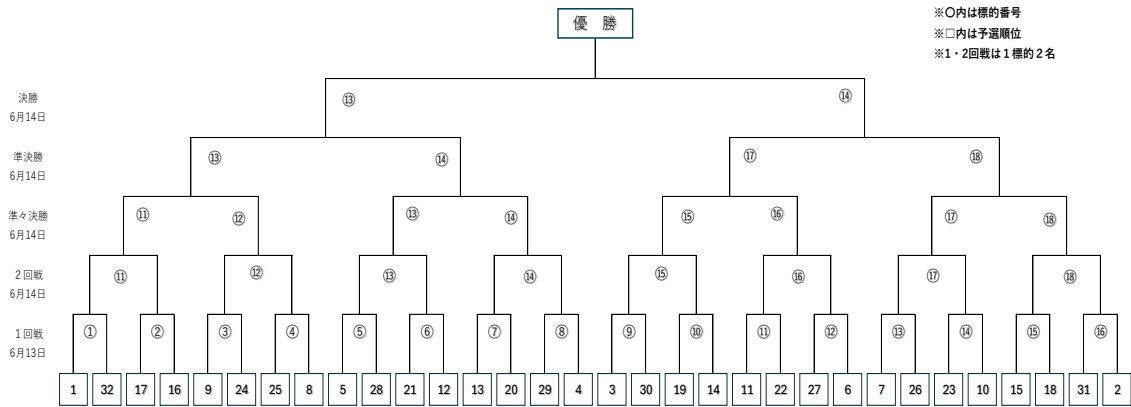 優 勝
※〇内は標的番号
※□内は予選順位
※1・2回戦は1標的2名
決勝
6月14日
⑬ ⑭
準決勝
6月14日
⑬ ⑭ ⑰ ⑱
準々決勝
6月14日
⑪ ⑫ ⑬ ⑭ ⑮ ⑯ ⑰ ⑱
2回戦
6月14日
⑪ ⑫ ⑬ ⑭ ⑮ ⑯ ⑰ ⑱
1回戦
6月13日
① ② ③ ④ ⑤ ⑥ ⑦ ⑧ ⑨ ⑩ ⑪ ⑫ ⑬ ⑭ ⑮ ⑯
1 32 17 16 9 24 25 8 5 28 21 12 13 20 29 4 3 30 19 14 11 22 27 6 7 26 23 10 15 18 31 2